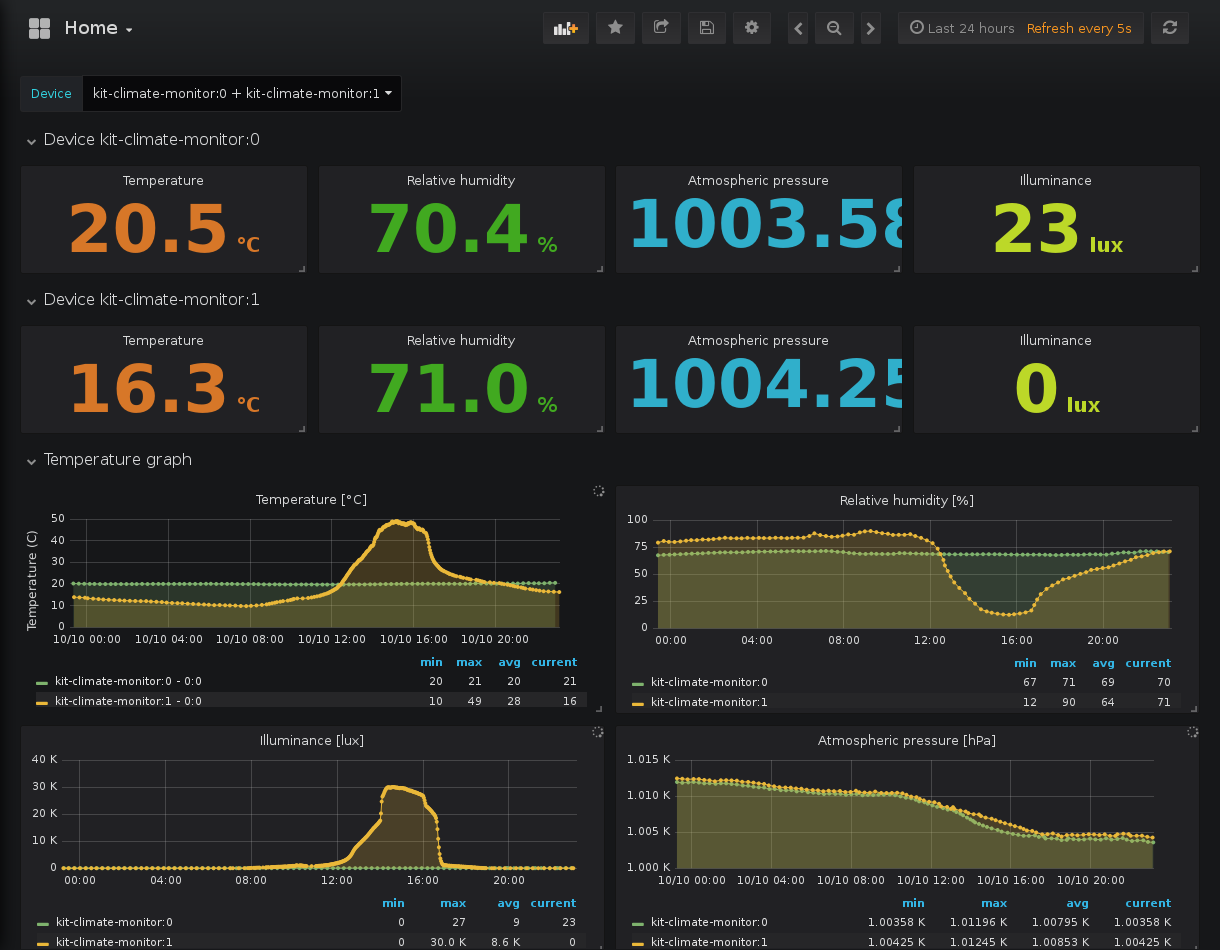 Home
Last 24 hours Refresh every 5s
Device kit-climate-monitor:0 + kit-climate-monitor:1
Device kit-climate-monitor:0
Temperature Relative humidity Atmospheric pressure Illuminance
20.5 °C 70.4 % 1003.58 23 lux
Device kit-climate-monitor:1
Temperature Relative humidity Atmospheric pressure Illuminance
16.3 °C 71.0 % 1004.25 0 lux
Temperature graph
Temperature [°C]
Temperature (C)
50
40
30
20
10
0
10/10 00:00 10/10 04:00 10/10 08:00 10/10 12:00 10/10 16:00 10/10 20:00
min max avg current
kit-climate-monitor:0 - 0:0 20 21 20 21
kit-climate-monitor:1 - 0:0 10 49 28 16
Relative humidity [%]
100
75
50
25
0
00:00 04:00 08:00 12:00 16:00 20:00
min max avg current
kit-climate-monitor:0 67 71 69 70
kit-climate-monitor:1 12 90 64 71
Illuminance [lux]
40 K
30 K
20 K
10 K
0
00:00 04:00 08:00 12:00 16:00 20:00
min max avg current
kit-climate-monitor:0 0 27 9 23
kit-climate-monitor:1 0 30.0 K 8.6 K 0
Atmospheric pressure [hPa]
1.015 K
1.010 K
1.005 K
1.000 K
10/10 00:00 10/10 04:00 10/10 08:00 10/10 12:00 10/10 16:00 10/10 20:00
min max avg current
kit-climate-monitor:0 1.00358 K 1.01196 K 1.00795 K 1.00358 K
kit-climate-monitor:1 1.00425 K 1.01245 K 1.00853 K 1.00425 K